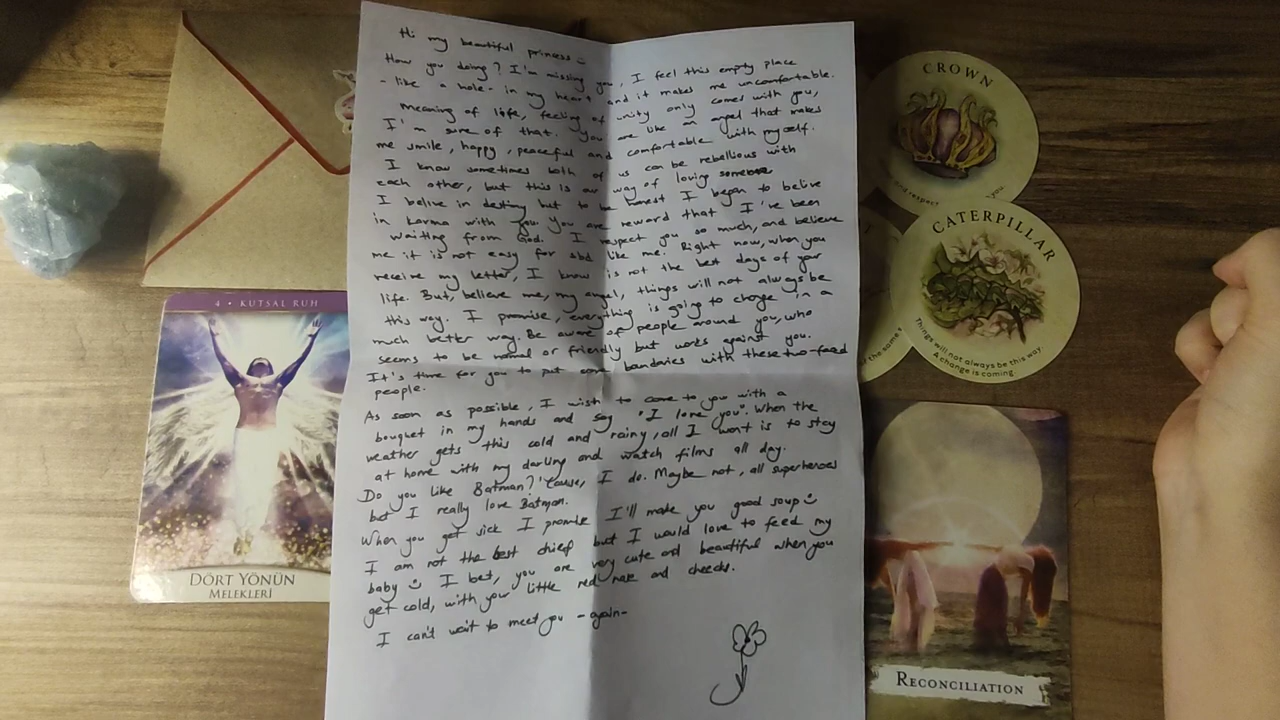 Hi my beautiful princess
How you doing? I'm missing you, I feel this empty place
- like a hole - in my heart and it makes me uncomfortable.
meaning of life, feeling of unity only comes with you,
I'm sure of that. You are like an angel that makes
me smile, happy, peaceful and comfortable with myself.
I know sometimes both of us can be rebellious with
each other, but this is our way of loving someone
I belive in destiny but to be honest I began to belive
in karma with you. You are reward that I've been
waiting from God. I respect you so much, and believe
me it is not easy for sbd like me. Right now, when you
receive my letter, I know is not the best days of your
life. But, believe me, my angel, things will not always be
this way. I promise, everything is going to change in a
much better way. Be aware of people around you, who
seems to be normal or friendly but works against you.
It's time for you to put some bandaries with these two-faed
people.
As soon as possible, I wish to come to you with a
bouquet in my hands and say "I love you". When the
weather gets this cold and rainy, all I want is to stay
at home with my darling and watch films all day.
Do you like Batman? 'Cause, I do. Maybe not, all superheroes
but I really love Batman.
When you get sick I promise I'll make you good soup
I am not the best chief but I would love to feed my
baby I bet, you are very cute and beautiful when you
get cold, with your little red nose and cheeks.
I can't wait to meet you - again -
CROWN
and respect you.
CATERPILLAR
Things will not always be this way.
A change is coming
the same
4 • KUTSAL RUH
DÖRT YÖNÜN
MELEKLERİ
RECONCILIATION